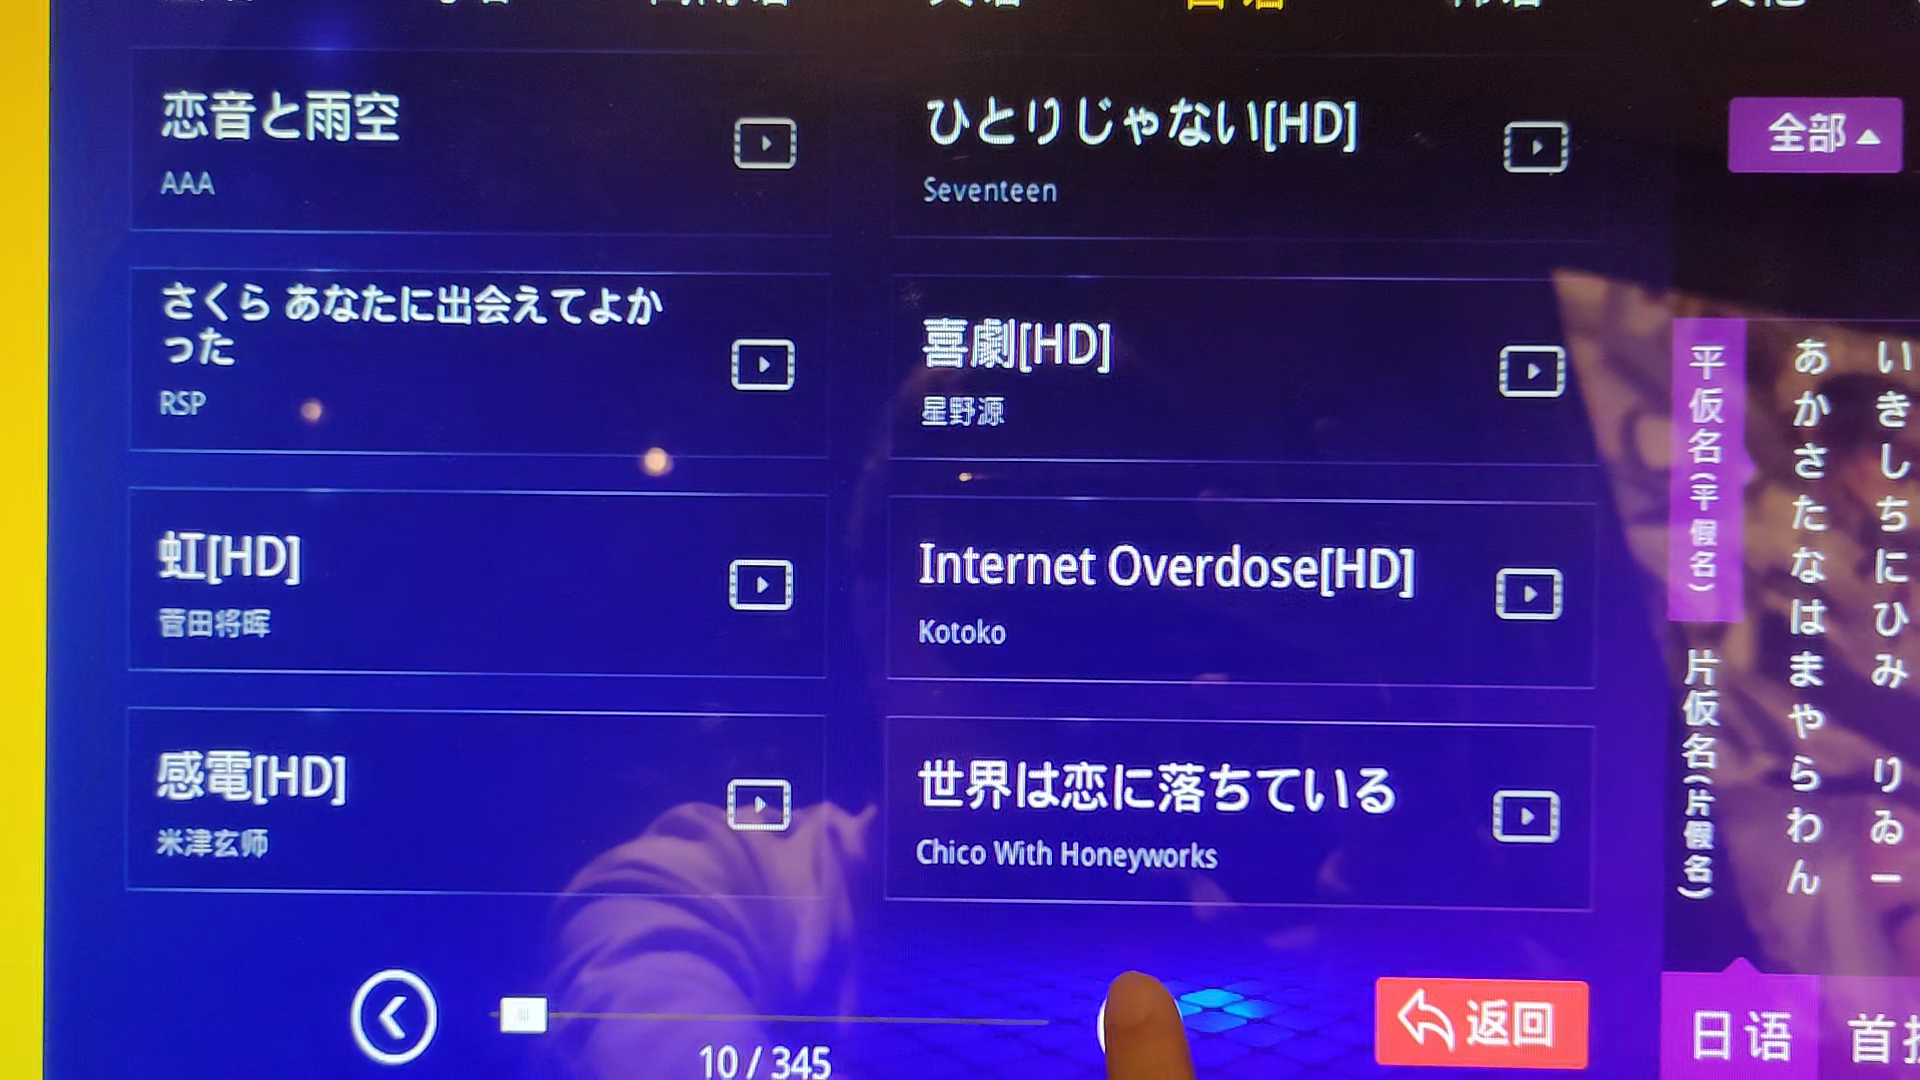 恋音と雨空
AAA
ひとりじゃない[HD]
Seventeen
さくら あなたに出会えてよか
った
RSP
喜劇[HD]
星野源
虹[HD]
菅田将晖
Internet Overdose[HD]
Kotoko
感電[HD]
米津玄师
世界は恋に落ちている
Chico With Honeyworks
10 / 345
返回
全部
平仮名(平假名)
片仮名(片假名)
あかさたなはまやらわん
いきしちにひみ りゐー
日语
首